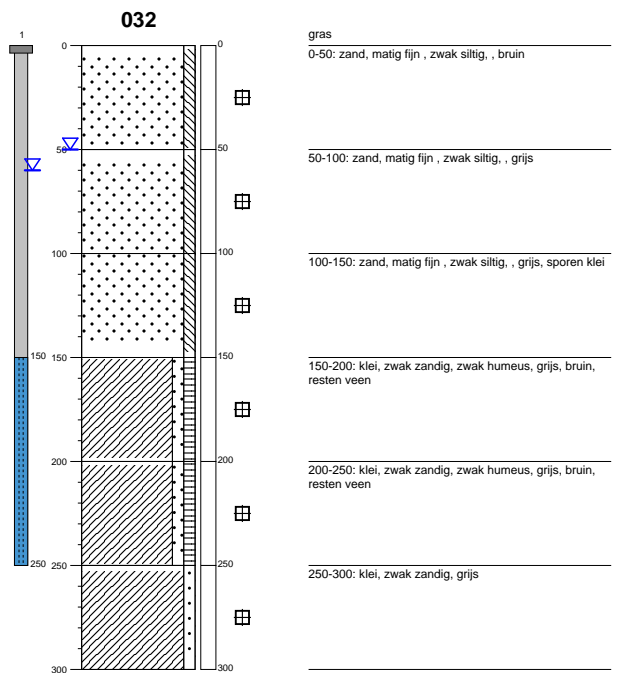 032
1
gras
0
0
0-50: zand, matig fijn , zwak siltig, , bruin
50
50
50-100: zand, matig fijn , zwak siltig, , grijs
100
100
100-150: zand, matig fijn , zwak siltig, , grijs, sporen klei
150
150
150
150-200: klei, zwak zandig, zwak humeus, grijs, bruin,
resten veen
200
200
200-250: klei, zwak zandig, zwak humeus, grijs, bruin,
resten veen
250
250
250
250-300: klei, zwak zandig, grijs
300
300